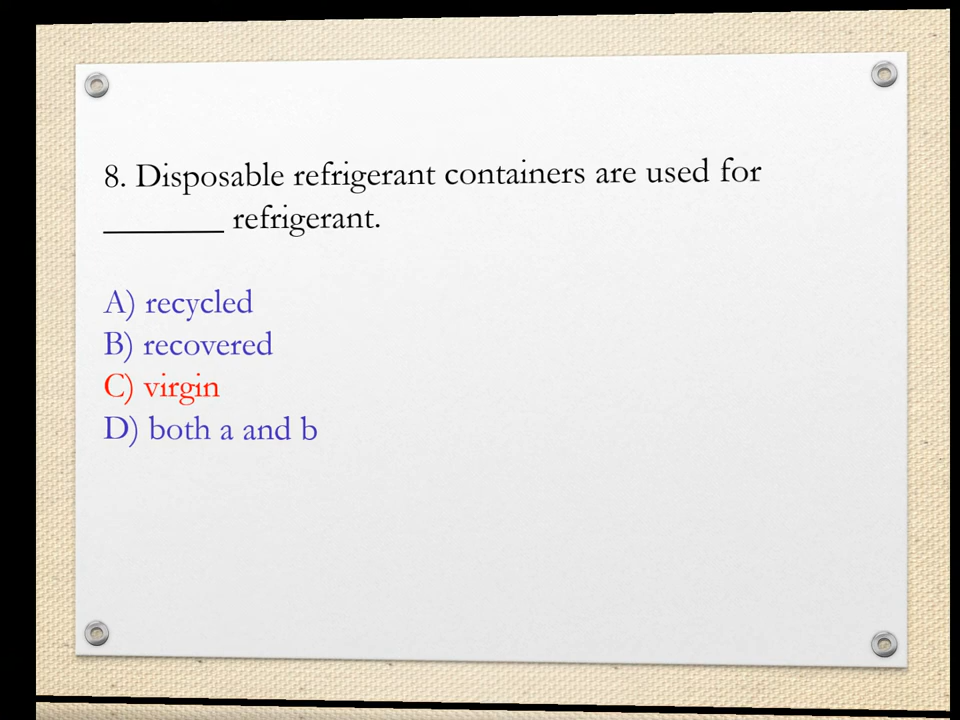 8. Disposable refrigerant containers are used for
_______ refrigerant.
A) recycled
B) recovered
C) virgin
D) both a and b